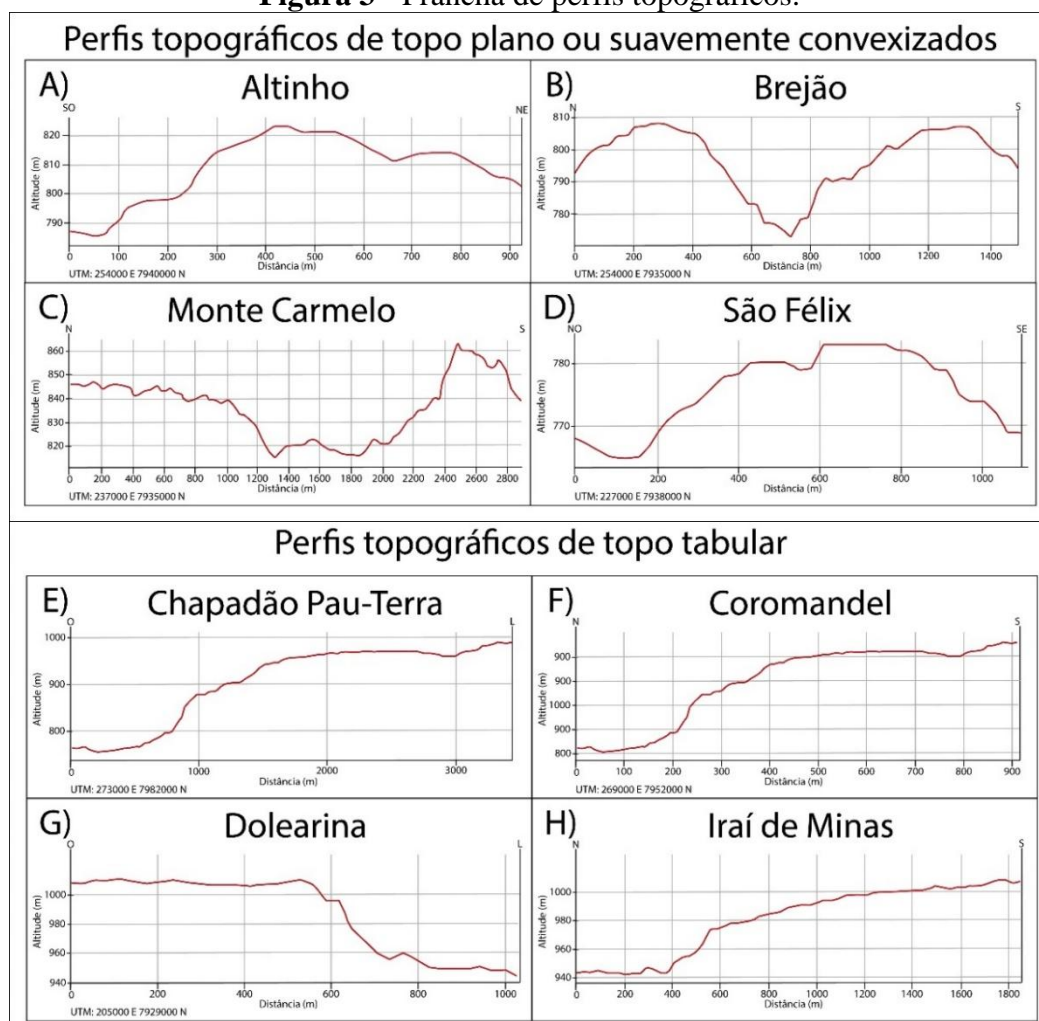 Figura 3 - Prancha de perfis topográficos.
Perfis topográficos de topo plano ou suavemente convexizados
A) Altinho
SO NE
Altitude (m)
820
810
800
790
0 100 200 300 400 500 600 700 800 900
Distância (m)
UTM: 254000 E 7940000 N
B) Brejão
N S
Altitude (m)
810
800
790
780
0 200 400 600 800 1000 1200 1400
Distância (m)
UTM: 254000 E 7935000 N
C) Monte Carmelo
N S
Altitude (m)
860
850
840
830
820
0 200 400 600 800 1000 1200 1400 1600 1800 2000 2200 2400 2600 2800
Distância (m)
UTM: 237000 E 7935000 N
D) São Félix
NO SE
Altitude (m)
780
770
0 200 400 600 800 1000
Distância (m)
UTM: 227000 E 7938000 N
Perfis topográficos de topo tabular
E) Chapadão Pau-Terra
O L
Altitude (m)
1000
900
800
0 1000 2000 3000
Distância (m)
UTM: 273000 E 7982000 N
F) Coromandel
N S
Altitude (m)
900
900
1000
900
800
0 100 200 300 400 500 600 700 800 900
Distância (m)
UTM: 269000 E 7952000 N
G) Dolearina
O L
Altitude (m)
1000
980
960
940
0 200 400 600 800 1000
Distância (m)
UTM: 205000 E 7929000 N
H) Iraí de Minas
N S
Altitude (m)
1000
980
960
940
0 200 400 600 800 1000 1200 1400 1600 1800
Distância (m)